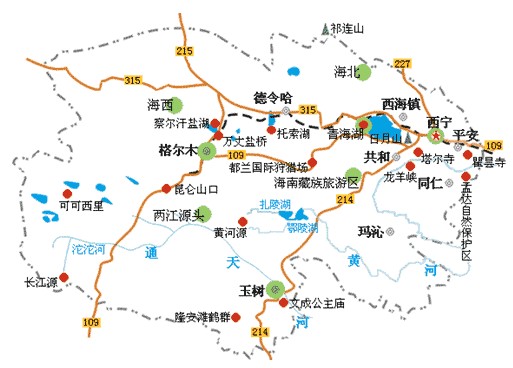 祁连山
215
227
315
海北
德令哈
315
西海镇
海西
察尔汗盐湖
万丈盐桥
托索湖
青海湖
日月山
西宁
平安
109
格尔木
109
都兰国际狩猎场
共和
塔尔寺
瞿昙寺
龙羊峡
同仁
昆仑山口
海南藏族旅游区
孟达自然保护区
可可西里
两江源头
扎陵湖
214
黄河源
鄂陵湖
玛沁
沱沱河
通
天
河
黄
河
长江源
玉树
文成公主庙
109
隆安滩鹤群
214